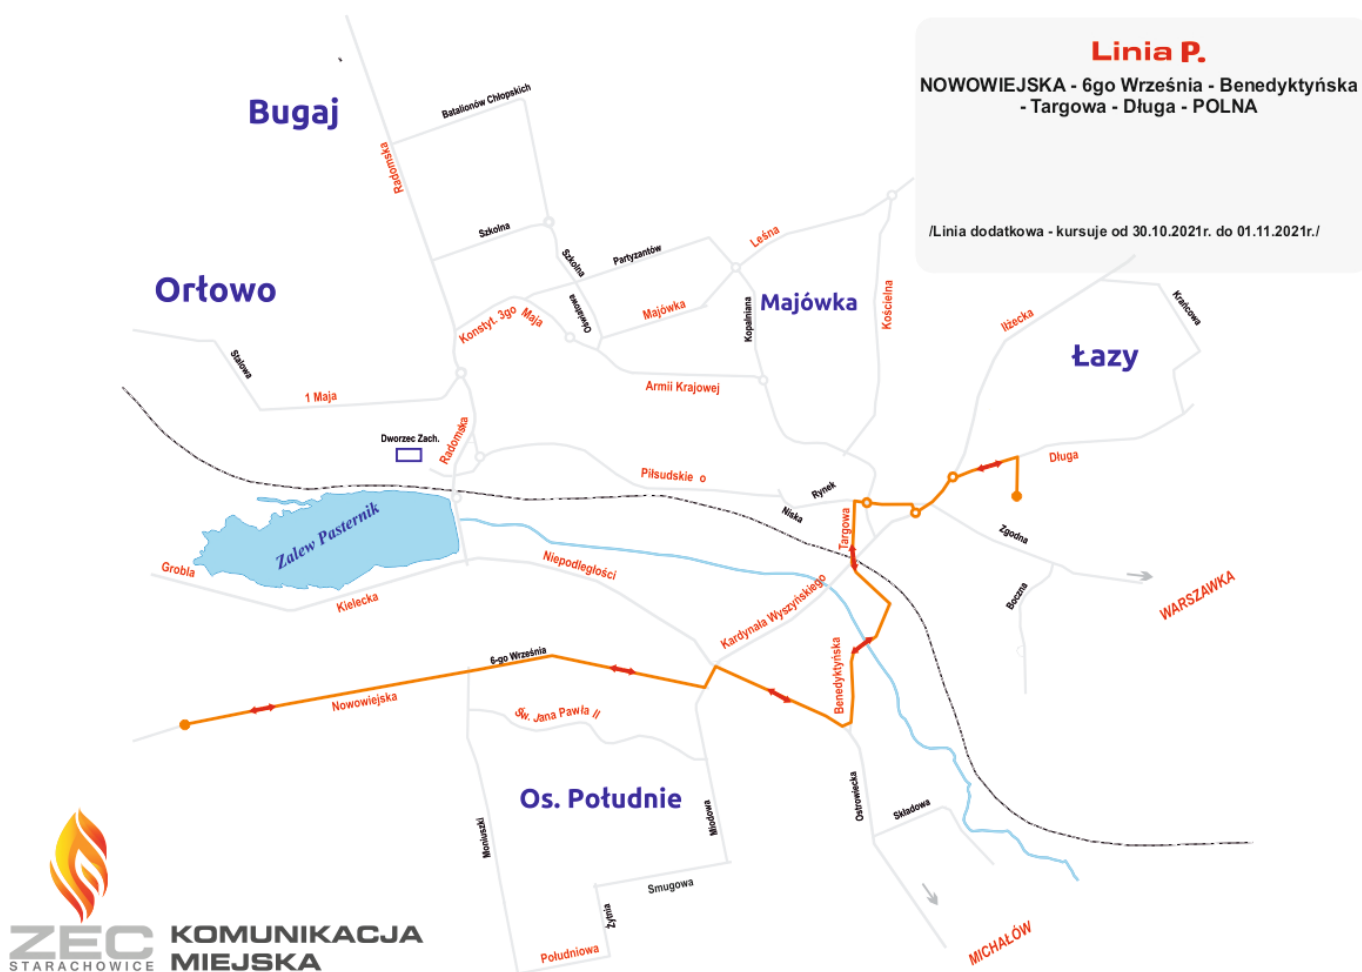 Linia P.
NOWOWIEJSKA - 6go Września - Benedyktyńska
- Targowa - Długa - POLNA
/Linia dodatkowa - kursuje od 30.10.2021r. do 01.11.2021r./
Bugaj
Batalionów Chłopskich
Radomska
Szkolna
Szkolna
Partyzantów
Leśna
Orłowo
Oświatowa
Majówka
Kopalniana
Majówka
Kościelna
Konstyt. 3go Maja
Iłżecka
Krańcowa
Łazy
Stalowa
1 Maja
Armii Krajowej
Dworzec Zach.
Radomska
Piłsudskie o
Długa
Rynek
Niska
Targowa
Zgodna
Zalew Pasternik
Grobla
Kielecka
Niepodległości
Kardynała Wyszyńskiego
Boczna
WARSZAWKA
6-go Września
Benedyktyńska
Nowowiejska
Św. Jana Pawła II
Os. Południe
Moniuszki
Miodowa
Ostrowiecka
Składowa
Smugowa
Żytnia
Południowa
MICHAŁÓW
ZEC
STARACHOWICE
KOMUNIKACJA
MIEJSKA